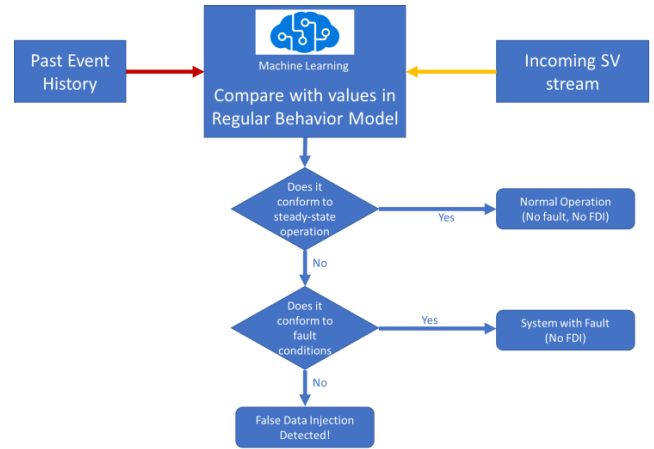 Past Event
History
Machine Learning
Compare with values in
Regular Behavior Model
Incoming SV
stream
Does it
conform to
steady-state
operation
Yes
Normal Operation
(No fault, No FDI)
No
Does it
conform to
fault
conditions
Yes
System with Fault
(No FDI)
No
False Data Injection
Detected!